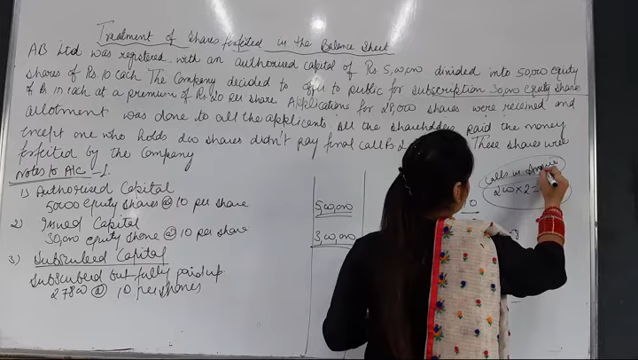 Treatment of Shares forfeited in the Balance Sheet
AB Ltd was registered with an authorised capital of Rs 5,00,000 divided into 50,000 equity
shares of Rs. 10 each The Company decided to offer to public for subscription 30,000 equity share
of Rs 10 each at a premium of Rs 20 per share Applications for 28,000 shares were received and
allotment was done to all the applicants All the shareholders paid the money
except one who holds 200 shares didn't pay final call Rs 2 These shares were
forfeited by the Company
Notes to A/C - 1.
1) Authorised Capital
50000 equity shares @ 10 per share
5,00,000
2) Issued Capital
30,000 equity share @ 10 per share
3,00,000
3) Subscribed Capital
Subscribed but fully paid up
27800 @ 10 per shares
Calls in Arrear
200 × 2